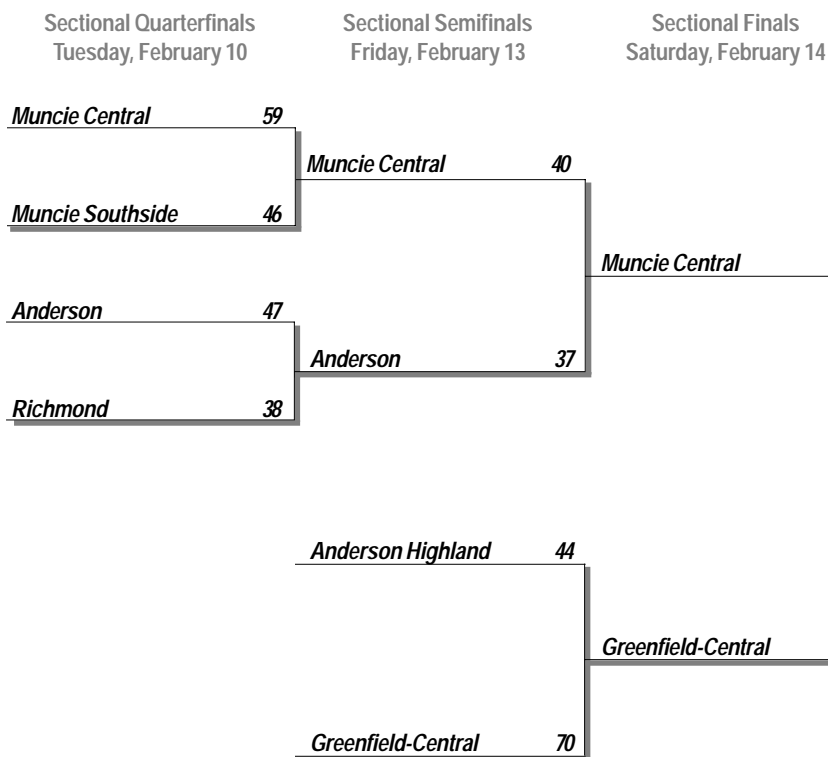 Sectional Quarterfinals Sectional Semifinals Sectional Finals
Tuesday, February 10 Friday, February 13 Saturday, February 14
Muncie Central 59
Muncie Central 40
Muncie Southside 46
Muncie Central
Anderson 47
Anderson 37
Richmond 38
Anderson Highland 44
Greenfield-Central
Greenfield-Central 70